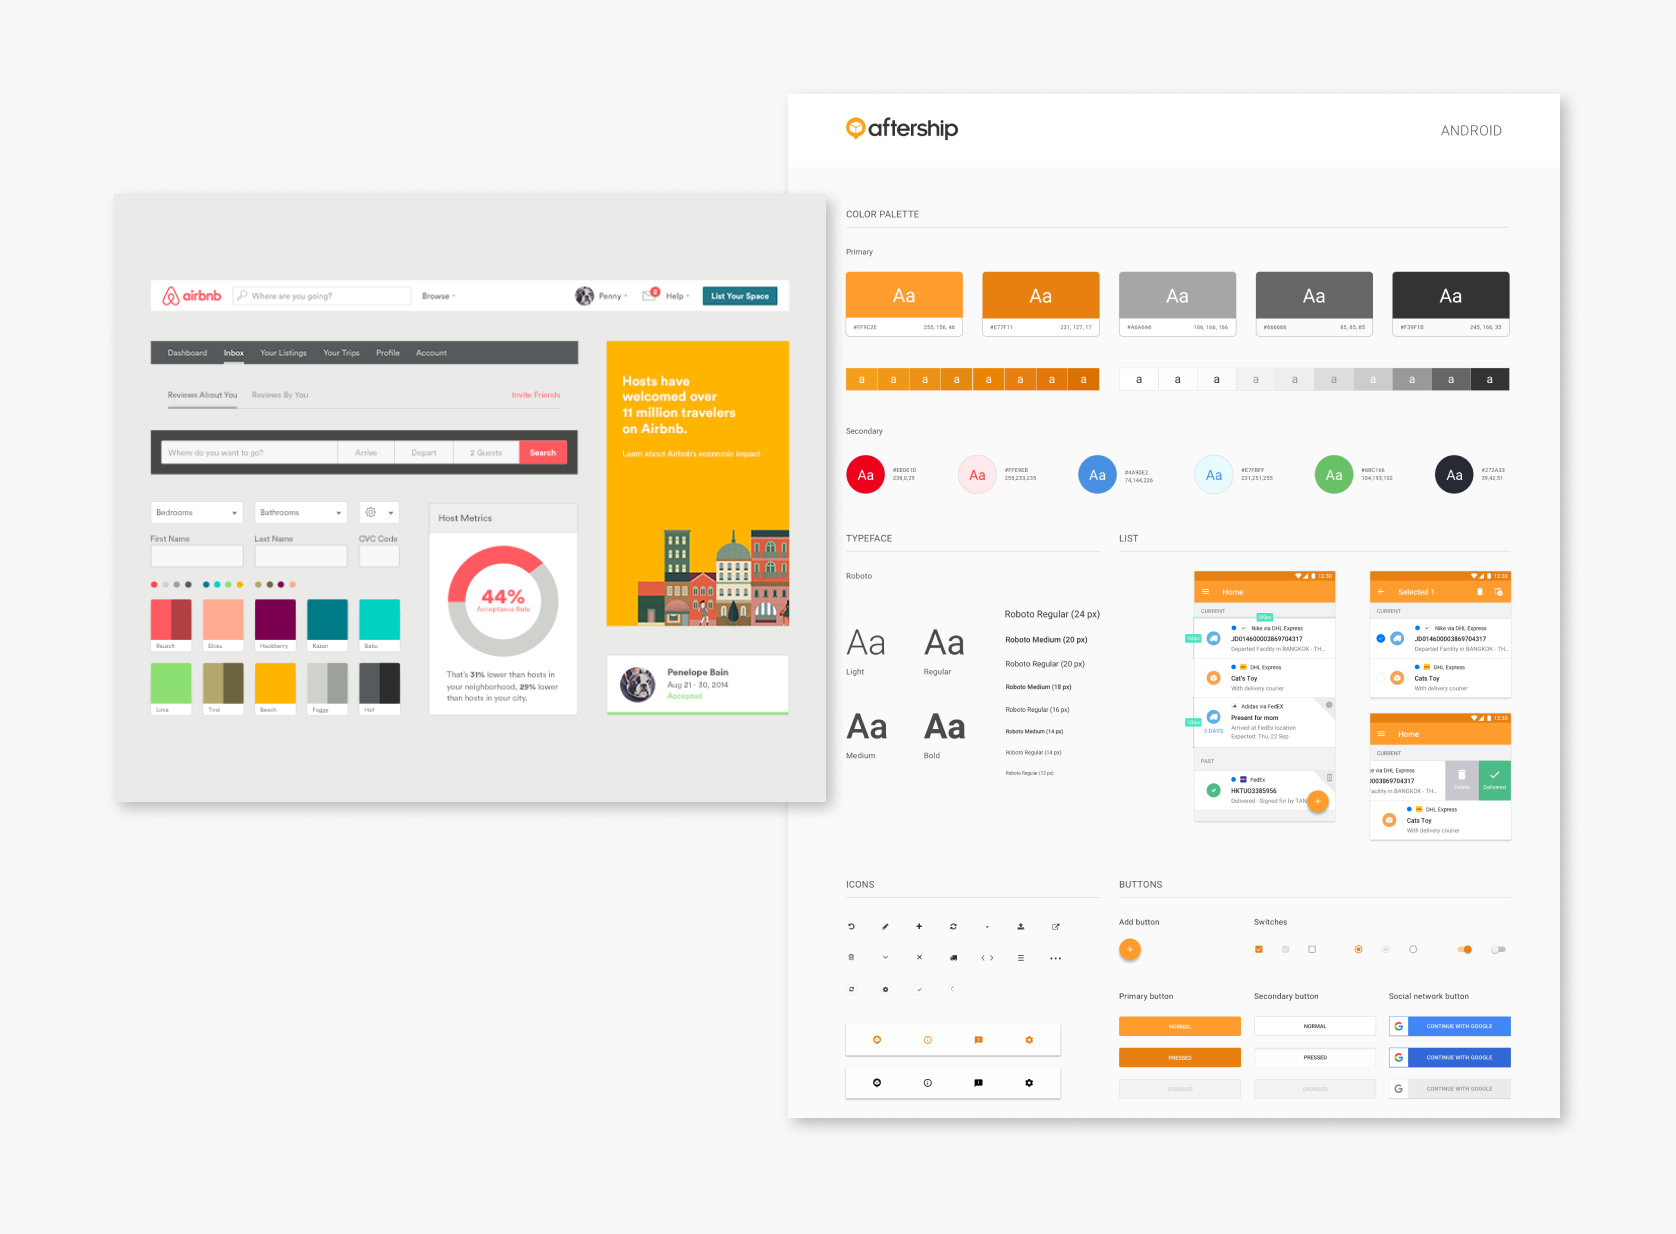 airbnb
Where are you going?
Browse
Penny
2
Help
List Your Space
Dashboard Inbox Your Listings Your Trips Profile Account
Reviews About You Reviews By You Invite Friends
Where do you want to go? Arrive Depart 2 Guests Search
Bedrooms Bathrooms
First Name Last Name CVC Code
Rausch Hackberry Kazan Babu
Lima Tirol Beach Foggy Hof
Host Metrics
44%
Acceptance Rate
That's 31% lower than hosts in
your neighborhood, 29% lower
than hosts in your city.
Hosts have
welcomed over
11 million travelers
on Airbnb.
Learn about Airbnb's economic impact
Penelope Bain
Aug 21 - 30, 2014
Accepted
aftership
ANDROID
COLOR PALETTE
Primary
Aa Aa Aa Aa Aa
#FF9C2E 255, 156, 46 #E77F11 231, 127, 17 #A6A6A6 166, 166, 166 #666666 85, 85, 85 #F39F1B 245, 166, 35
a a a a a a a a a a a a a a a a a a
Secondary
Aa Aa Aa Aa Aa Aa
#EE001D #FFE9EB #4A90E2 #E7FBFF #68C166 #272A33
238,0,29 255,233,235 74,144,226 231,251,255 104,193,102 39,42,51
TYPEFACE
Roboto
Aa Aa
Light Regular
Aa Aa
Medium Bold
Roboto Regular (24 px)
Roboto Medium (20 px)
Roboto Regular (20 px)
Roboto Medium (18 px)
Roboto Regular (16 px)
Roboto Medium (14 px)
Roboto Regular (14 px)
Roboto Regular (12 px)
LIST
12:30
Home
CURRENT
Nike via DHL Express
JD014600003869704317
Departed Facility in BANGKOK - TH...
DHL Express
Cat's Toy
With delivery courier
Adidas via FedEX
Present for mom
3 DAYS
Arrived at FedEx location
Expected: Thu, 22 Sep
PAST
FedEx
HKTUO3385956
Delivered - Signed for by TAN
12:30
Selected 1
CURRENT
Nike via DHL Express
JD014600003869704317
Departed Facility in BANGKOK - TH...
DHL Express
Cats Toy
With delivery courier
12:30
Home
CURRENT
ke via DHL Express
0003869704317
Facility in BANGKOK - TH...
Delete
Delivered
DHL Express
Cats Toy
With delivery courier
ICONS
BUTTONS
Add button Switches
Primary button Secondary button Social network button
NORMAL NORMAL CONTINUE WITH GOOGLE
PRESSED PRESSED CONTINUE WITH GOOGLE
DISABLED DISABLED CONTINUE WITH GOOGLE